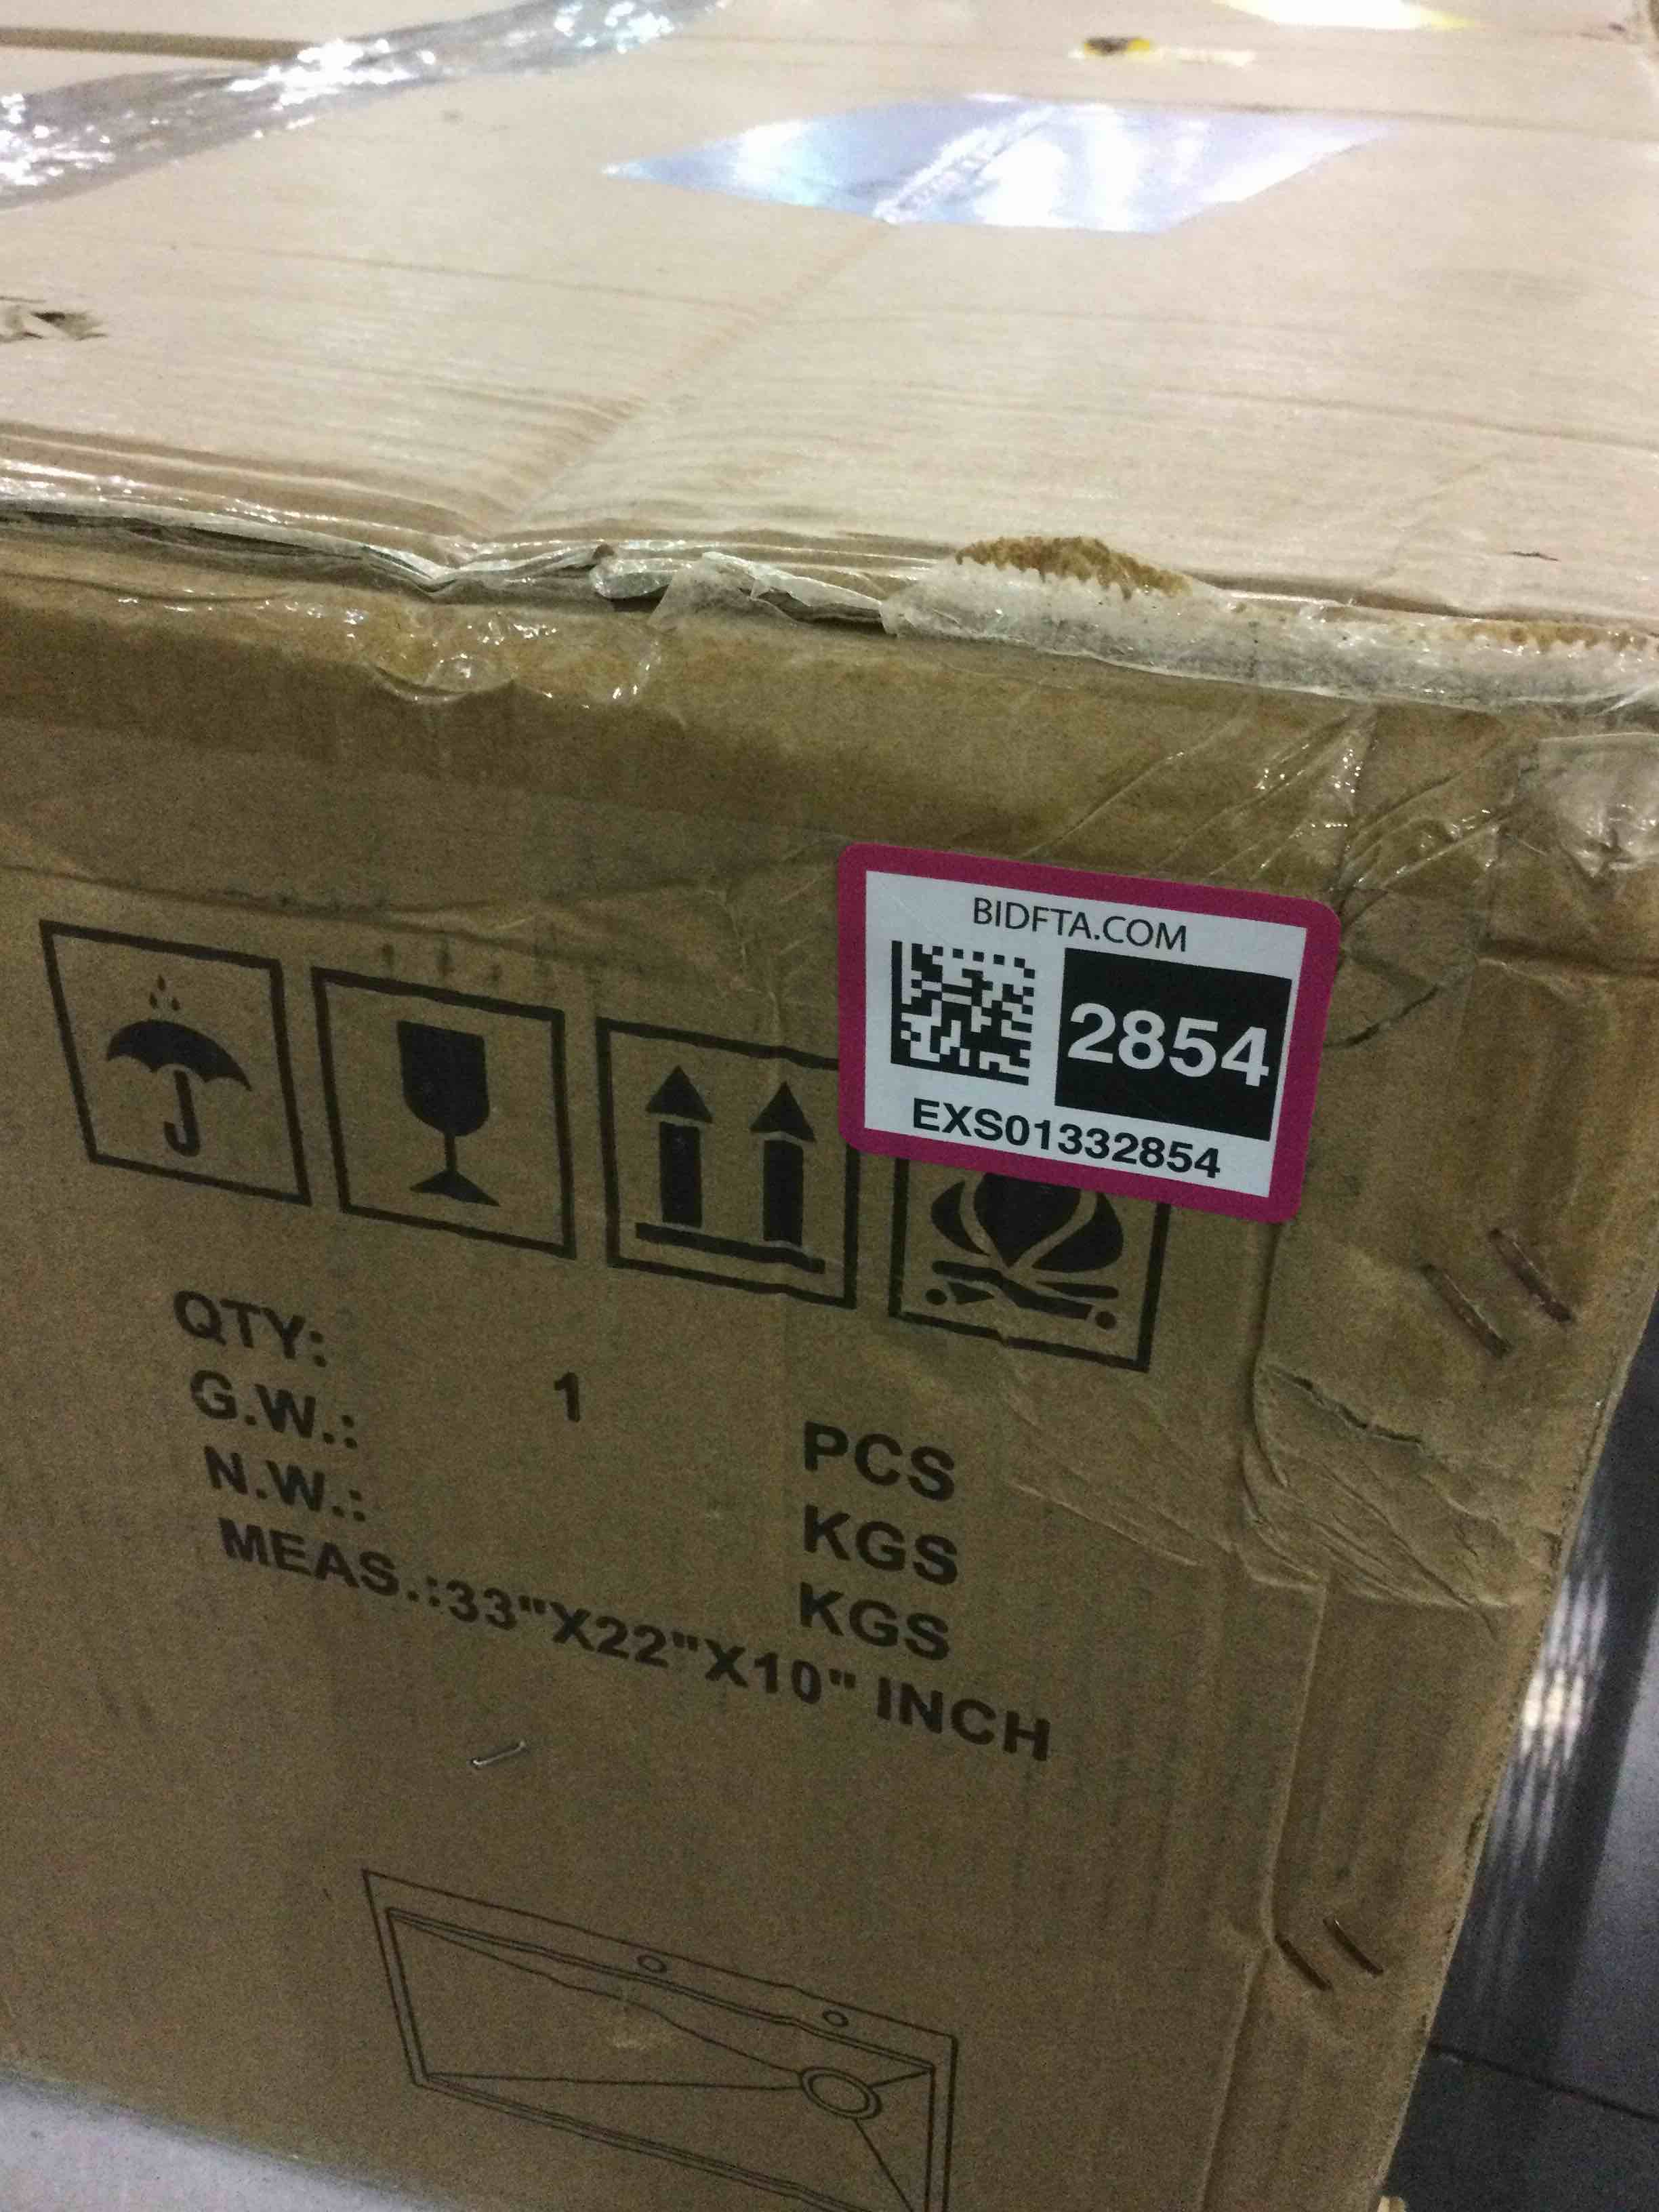 BIDFTA.COM
2854
EXS01332854
QTY: 1 PCS
G.W.: KGS
N.W.: KGS
MEAS.:33"X22"X10" INCH